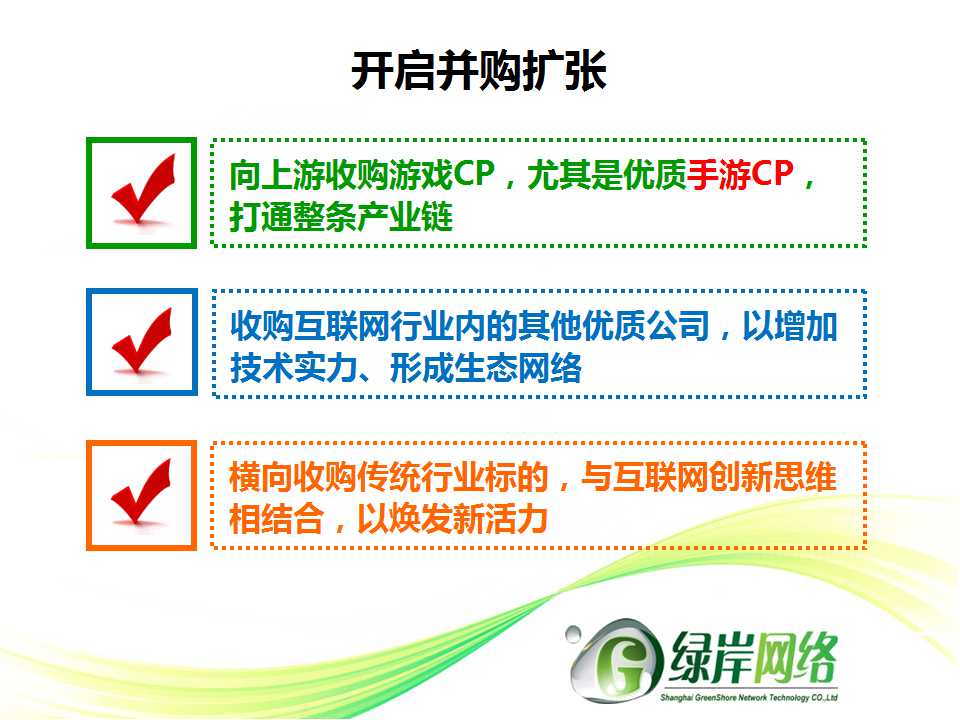 开启并购扩张
向上游收购游戏CP，尤其是优质手游CP，
打通整条产业链
收购互联网行业内的其他优质公司，以增加
技术实力、形成生态网络
横向收购传统行业标的，与互联网创新思维
相结合，以焕发新活力
绿岸网络
Shanghai GreenShore Network Technology CO.,Ltd